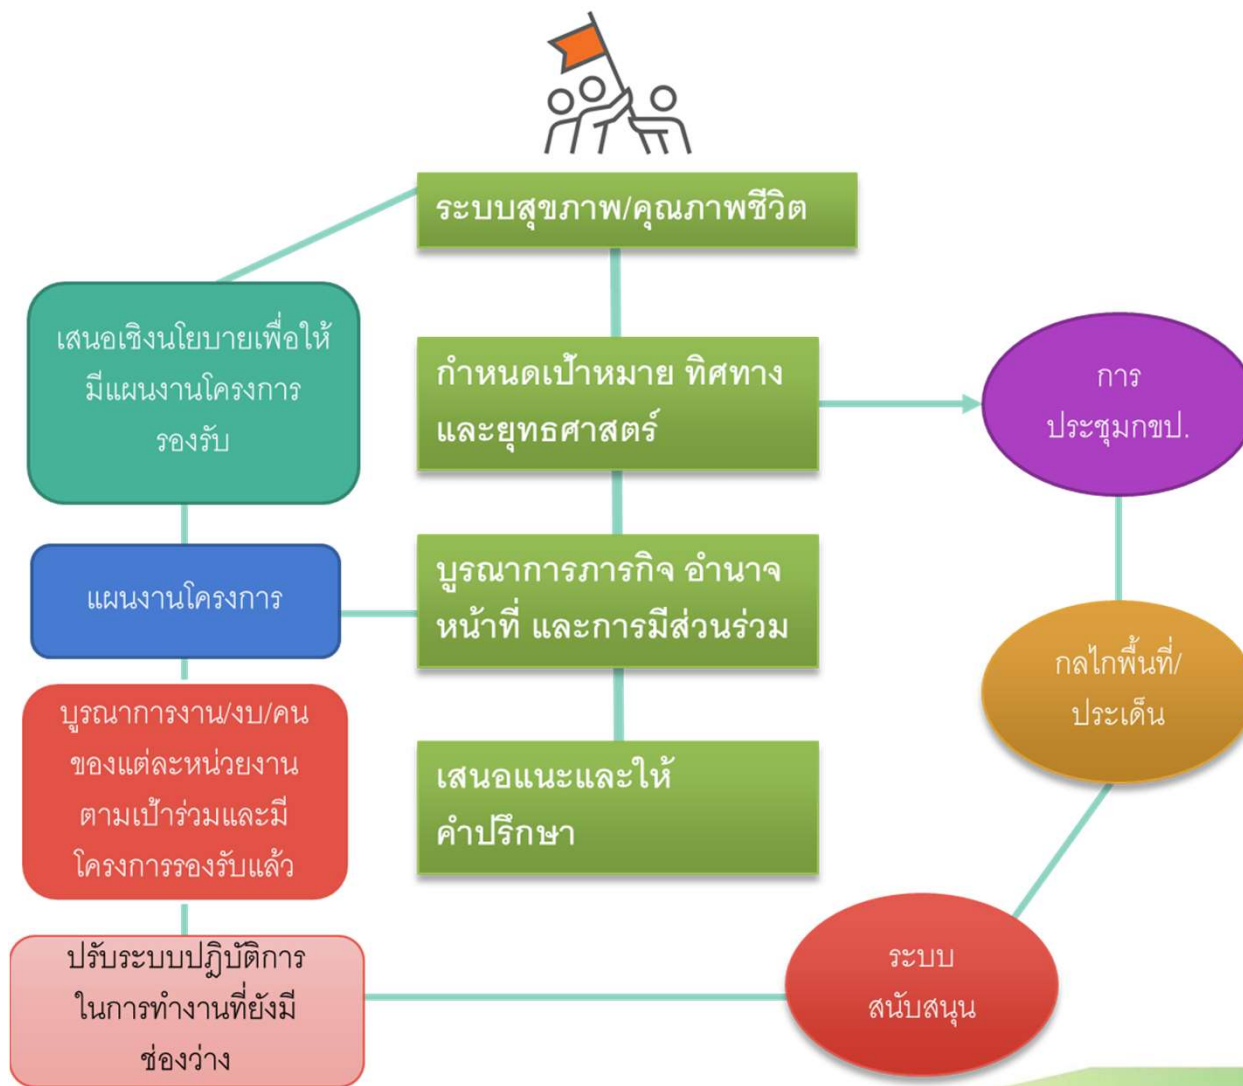 ระบบสุขภาพ/คุณภาพชีวิต
เสนอเชิงนโยบายเพื่อให้
มีแผนงานโครงการ
รองรับ
กำหนดเป้าหมาย ทิศทาง
และยุทธศาสตร์
การ
ประชุมกขป.
แผนงานโครงการ
บูรณาการภารกิจ อำนาจ
หน้าที่ และการมีส่วนร่วม
กลไกพื้นที่/
ประเด็น
บูรณาการงาน/งบ/คน
ของแต่ละหน่วยงาน
ตามเป้าร่วมและมี
โครงการรองรับแล้ว
เสนอแนะและให้
คำปรึกษา
ปรับระบบปฏิบัติการ
ในการทำงานที่ยังมี
ช่องว่าง
ระบบ
สนับสนุน